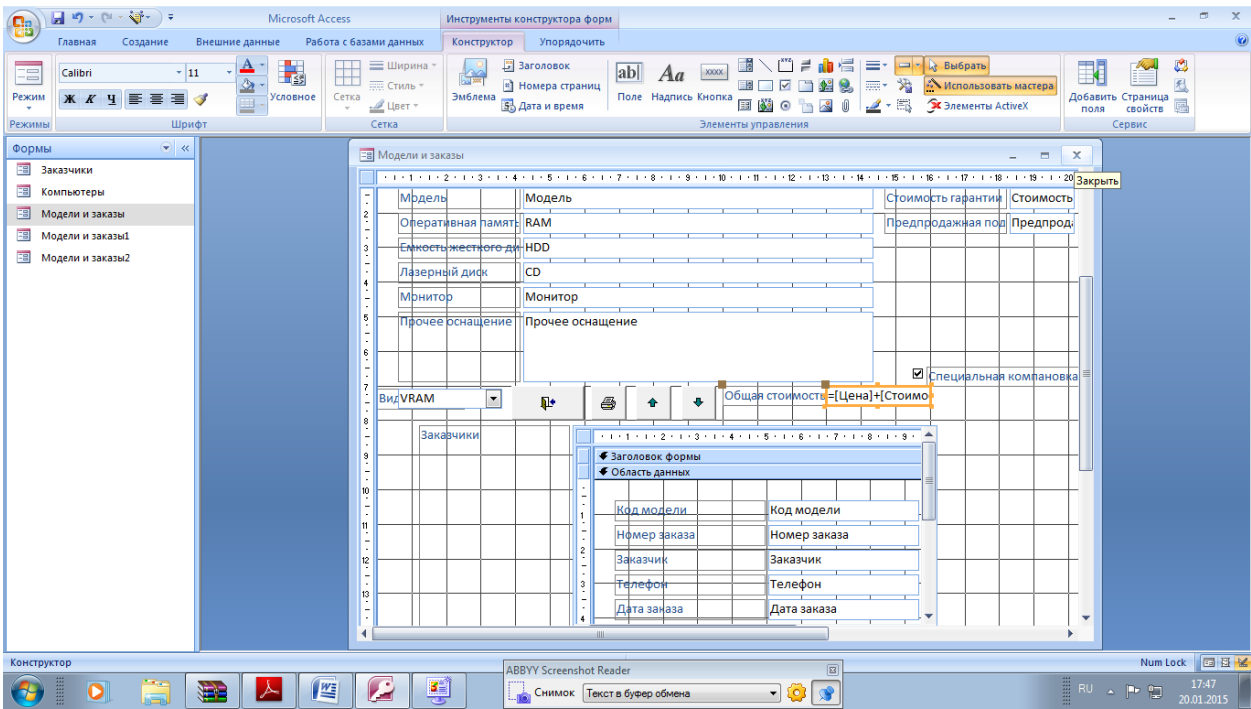 Microsoft Access
Инструменты конструктора форм
Главная Создание Внешние данные Работа с базами данных Конструктор Упорядочить
Calibri 11
Ж К Ч
Режим
Режимы
Шрифт
Условное
Сетка
Ширина
Стиль
Цвет
Сетка
Эмблема
Заголовок
Номера страниц
Дата и время
ab|
Поле
Aa
Надпись
xxxx
Кнопка
Элементы управления
Выбрать
Использовать мастера
Элементы ActiveX
Добавить поля
Страница свойств
Сервис
Формы
Заказчики
Компьютеры
Модели и заказы
Модели и заказы1
Модели и заказы2
Модели и заказы
Закрыть
Модель Модель Стоимость гарантии Стоимость
Оперативная память RAM Предпродажная под Предпрода
Емкость жесткого ди HDD
Лазерный диск CD
Монитор Монитор
Прочее оснащение Прочее оснащение
Специальная компановка
Вид VRAM Общая стоимость =[Цена]+[Стоимо
Заказчики
Заголовок формы
Область данных
Код модели Код модели
Номер заказа Номер заказа
Заказчик Заказчик
Телефон Телефон
Дата заказа Дата заказа
Конструктор
Num Lock
ABBYY Screenshot Reader
Снимок Текст в буфер обмена
RU
17:47
20.01.2015